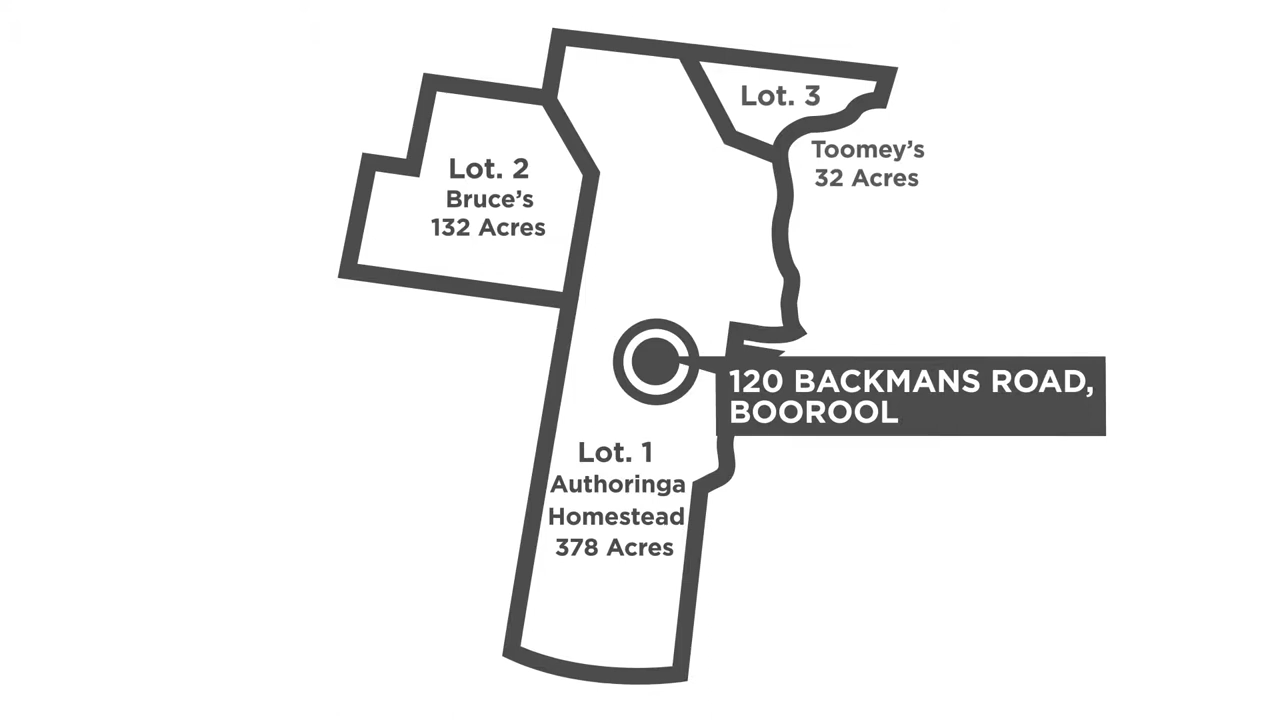 Lot. 3
Toomey’s
32 Acres
Lot. 2
Bruce’s
132 Acres
120 BACKMANS ROAD,
BOOROOL
Lot. 1
Authoringa
Homestead
378 Acres